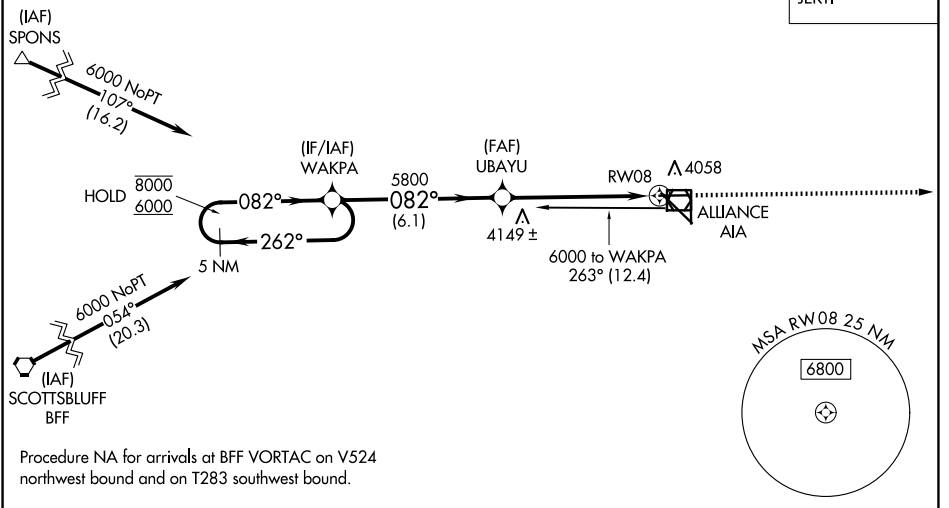 JERTI
(IAF)
SPONS
6000 NoPT
107°
(16.2)
(IF/IAF)
WAKPA
(FAF)
UBAYU
RW08
4058
HOLD
8000
6000
082°
5800
082°
(6.1)
4149 ±
ALLIANCE
AIA
262°
5 NM
6000 to WAKPA
263° (12.4)
6000 NoPT
054°
(20.3)
(IAF)
SCOTTSBLUFF
BFF
MSA RW08 25 NM
6800
Procedure NA for arrivals at BFF VORTAC on V524
northwest bound and on T283 southwest bound.